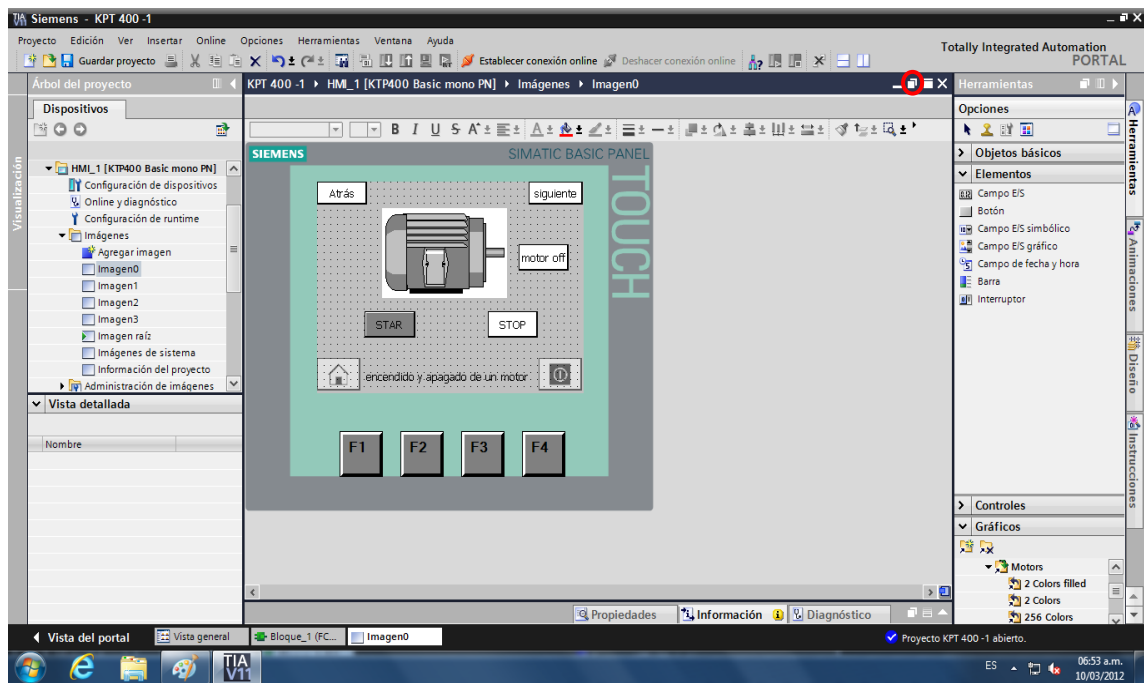 Siemens - KPT 400 -1
Proyecto Edición Ver Insertar Online Opciones Herramientas Ventana Ayuda
Totally Integrated Automation
PORTAL
Guardar proyecto Establecer conexión online Deshacer conexión online
Árbol del proyecto
KPT 400 -1 HMI_1 [KTP400 Basic mono PN] Imágenes Imagen0
Herramientas
Dispositivos
Opciones
B I U S A A
Visualización
HMI_1 [KTP400 Basic mono PN]
Configuración de dispositivos
Online y diagnóstico
Configuración de runtime
Imágenes
Agregar imagen
Imagen0
Imagen1
Imagen2
Imagen3
Imagen raíz
Imágenes de sistema
Información del proyecto
Administración de imágenes
Vista detallada
Nombre
SIEMENS
SIMATIC BASIC PANEL
TOUCH
Atrás
siguiente
motor off
STAR
STOP
encendido y apagado de un motor
F1 F2 F3 F4
Objetos básicos
Elementos
Campo E/S
Botón
Campo E/S simbólico
Campo E/S gráfico
Campo de fecha y hora
Barra
Interruptor
Controles
Gráficos
Motors
2 Colors filled
2 Colors
256 Colors
Herramientas
Animaciones
Diseño
Instrucciones
Propiedades Información Diagnóstico
Vista del portal Vista general Bloque_1 (FC... Imagen0
Proyecto KPT 400 -1 abierto.
TIA
V11
ES
06:53 a.m.
10/03/2012